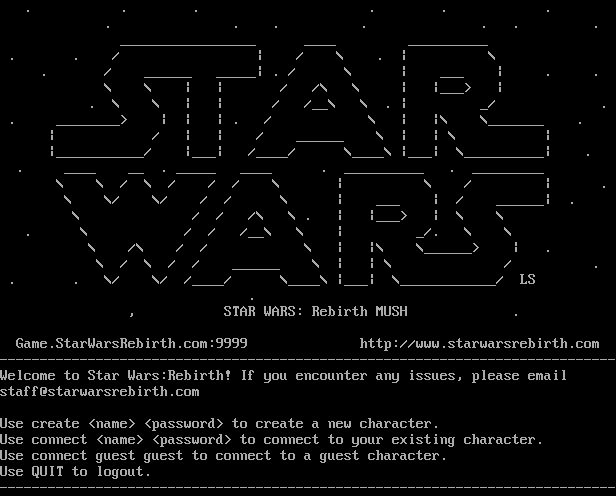 STAR
WARS
LS
STAR WARS: Rebirth MUSH
Game.StarWarsRebirth.com:9999 http://www.starwarsrebirth.com
Welcome to Star Wars:Rebirth! If you encounter any issues, please email
staff@starwarsrebirth.com
Use create <name> <password> to create a new character.
Use connect <name> <password> to connect to your existing character.
Use connect guest guest to connect to a guest character.
Use QUIT to logout.